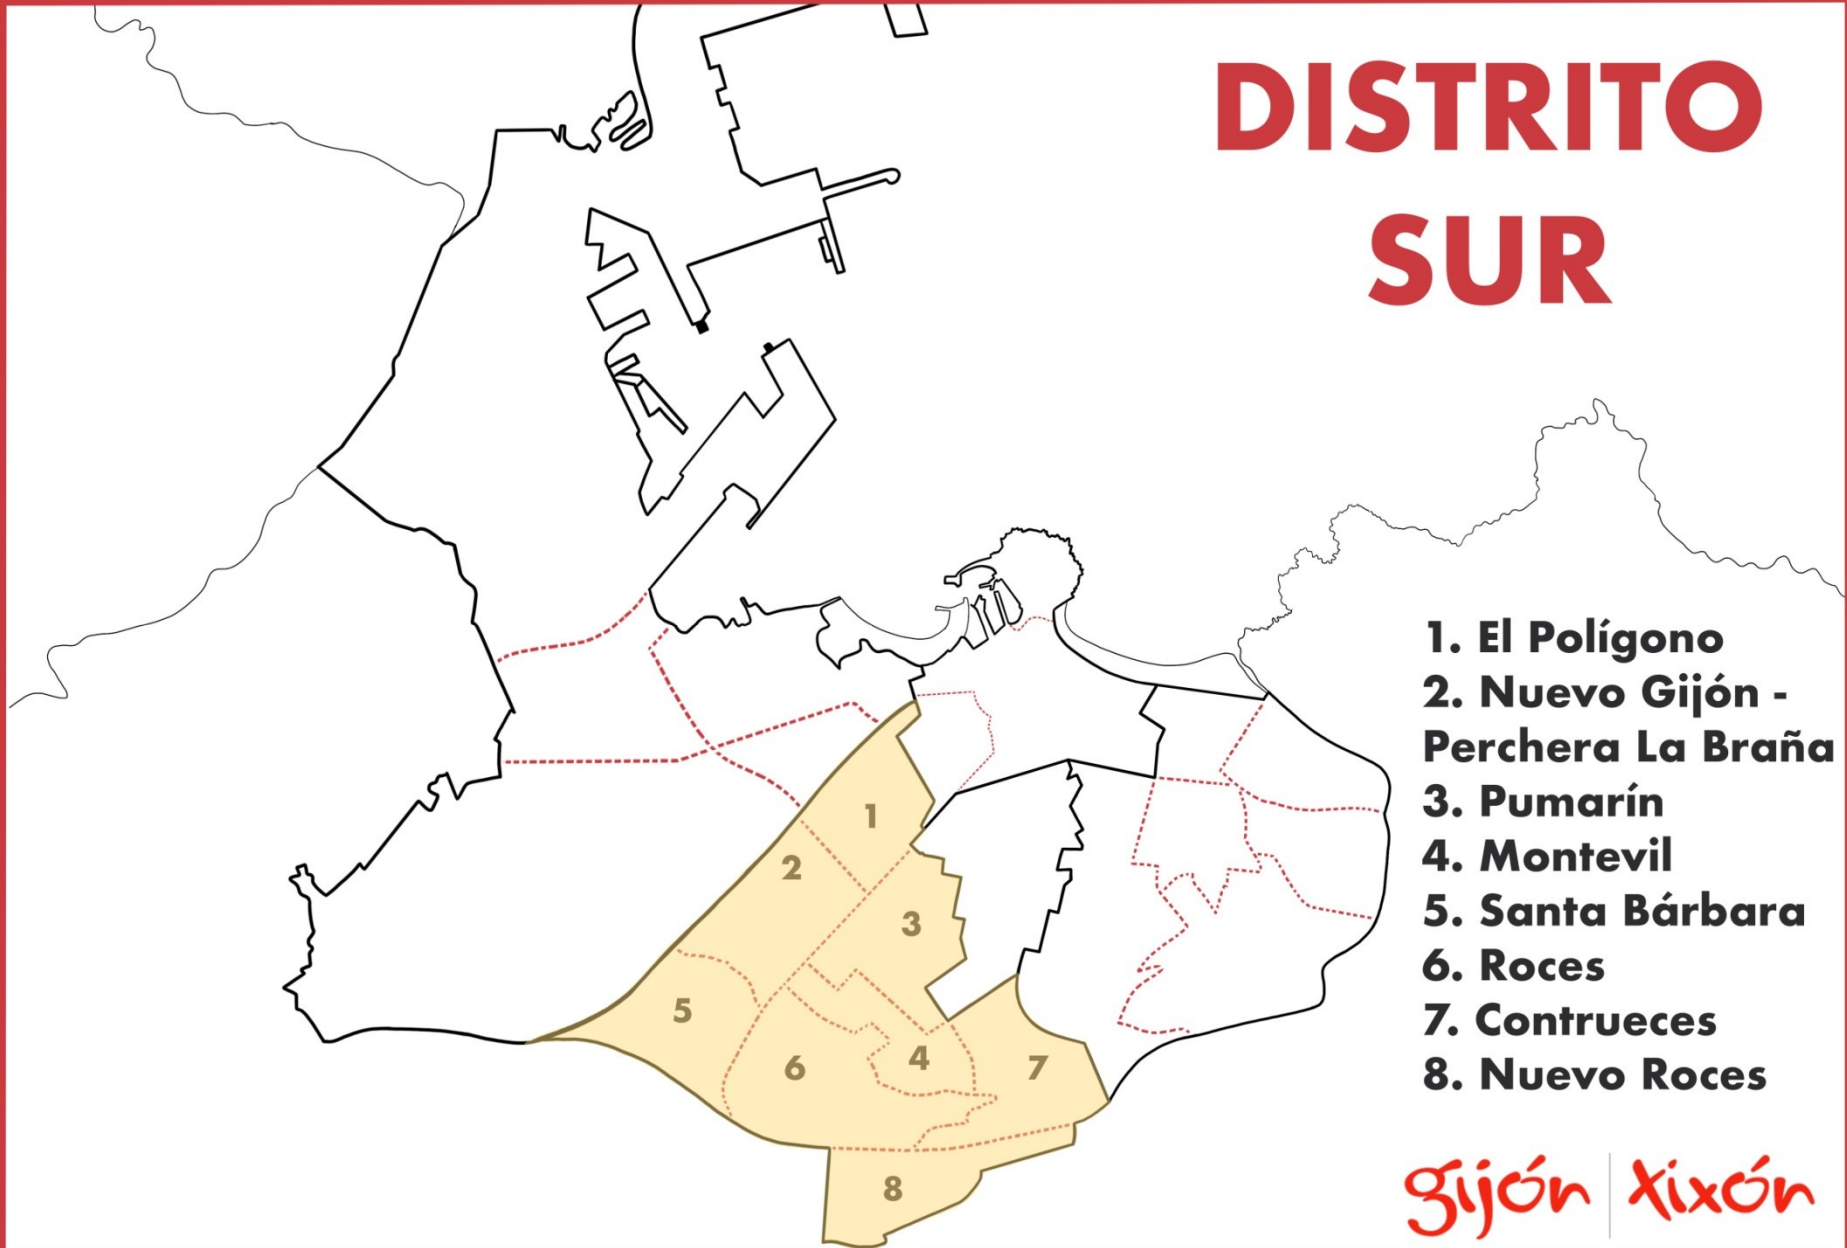 DISTRITO
SUR
1. El Polígono
2. Nuevo Gijón -
Perchera La Braña
3. Pumarín
4. Montevil
5. Santa Bárbara
6. Roces
7. Contrueces
8. Nuevo Roces
1
2
3
5
4
6
7
8
gijón xixón